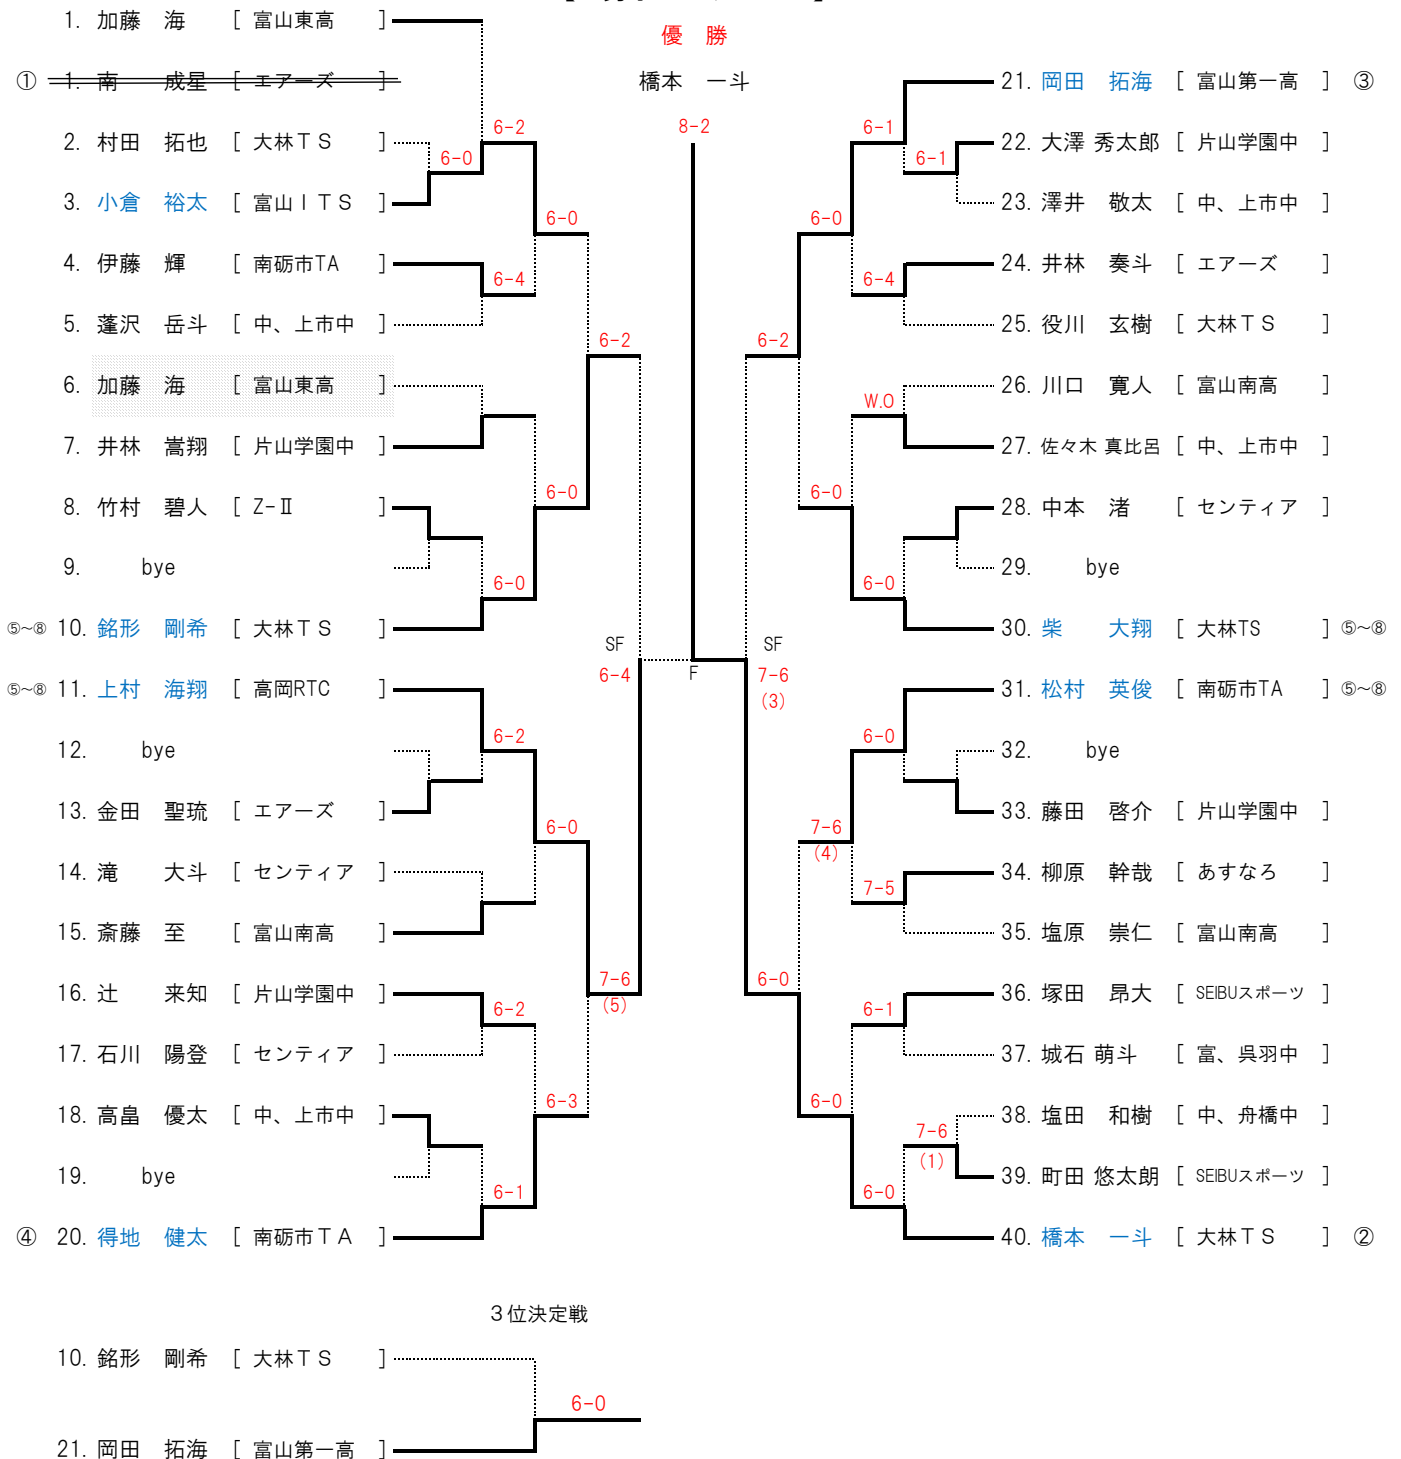 1. 加藤　海 [ 富山東高 ]
優　勝
① 1. 南　成星 [ エアーズ ]
橋本　一斗
21. 岡田　拓海 [ 富山第一高 ] ③
6-2
8-2
6-1
2. 村田　拓也 [ 大林ＴＳ ]
22. 大澤 秀太郎 [ 片山学園中 ]
6-0
6-1
3. 小倉　裕太 [ 富山ＩＴＳ ]
23. 澤井　敬太 [ 中、上市中 ]
6-0
6-0
4. 伊藤　輝 [ 南砺市TA ]
24. 井林　奏斗 [ エアーズ ]
6-4
6-4
5. 蓬沢　岳斗 [ 中、上市中 ]
25. 役川　玄樹 [ 大林ＴＳ ]
6-2
6-2
6. 加藤　海 [ 富山東高 ]
26. 川口　寛人 [ 富山南高 ]
W.O
7. 井林　嵩翔 [ 片山学園中 ]
27. 佐々木 真比呂 [ 中、上市中 ]
6-0
6-0
8. 竹村　碧人 [ Z-Ⅱ ]
28. 中本　渚 [ センティア ]
9. bye
29. bye
6-0
6-0
⑤～⑧ 10. 銘形　剛希 [ 大林ＴＳ ]
30. 柴　大翔 [ 大林TS ] ⑤～⑧
SF
SF
6-4
F
7-6
(3)
⑤～⑧ 11. 上村　海翔 [ 高岡RTC ]
31. 松村　英俊 [ 南砺市TA ] ⑤～⑧
6-2
6-0
12. bye
32. bye
13. 金田　聖琉 [ エアーズ ]
33. 藤田　啓介 [ 片山学園中 ]
6-0
7-6
(4)
14. 滝　大斗 [ センティア ]
34. 柳原　幹哉 [ あすなろ ]
7-5
15. 斎藤　至 [ 富山南高 ]
35. 塩原　崇仁 [ 富山南高 ]
7-6
(5)
6-0
16. 辻　来知 [ 片山学園中 ]
36. 塚田　昂大 [ SEIBUスポーツ ]
6-2
6-1
17. 石川　陽登 [ センティア ]
37. 城石 萌斗 [ 富、呉羽中 ]
6-3
6-0
18. 高畠　優太 [ 中、上市中 ]
38. 塩田　和樹 [ 中、舟橋中 ]
7-6
(1)
19. bye
39. 町田 悠太朗 [ SEIBUスポーツ ]
6-1
6-0
④ 20. 得地　健太 [ 南砺市ＴＡ ]
40. 橋本　一斗 [ 大林ＴＳ ] ②
３位決定戦
10. 銘形　剛希 [ 大林ＴＳ ]
6-0
21. 岡田　拓海 [ 富山第一高 ]